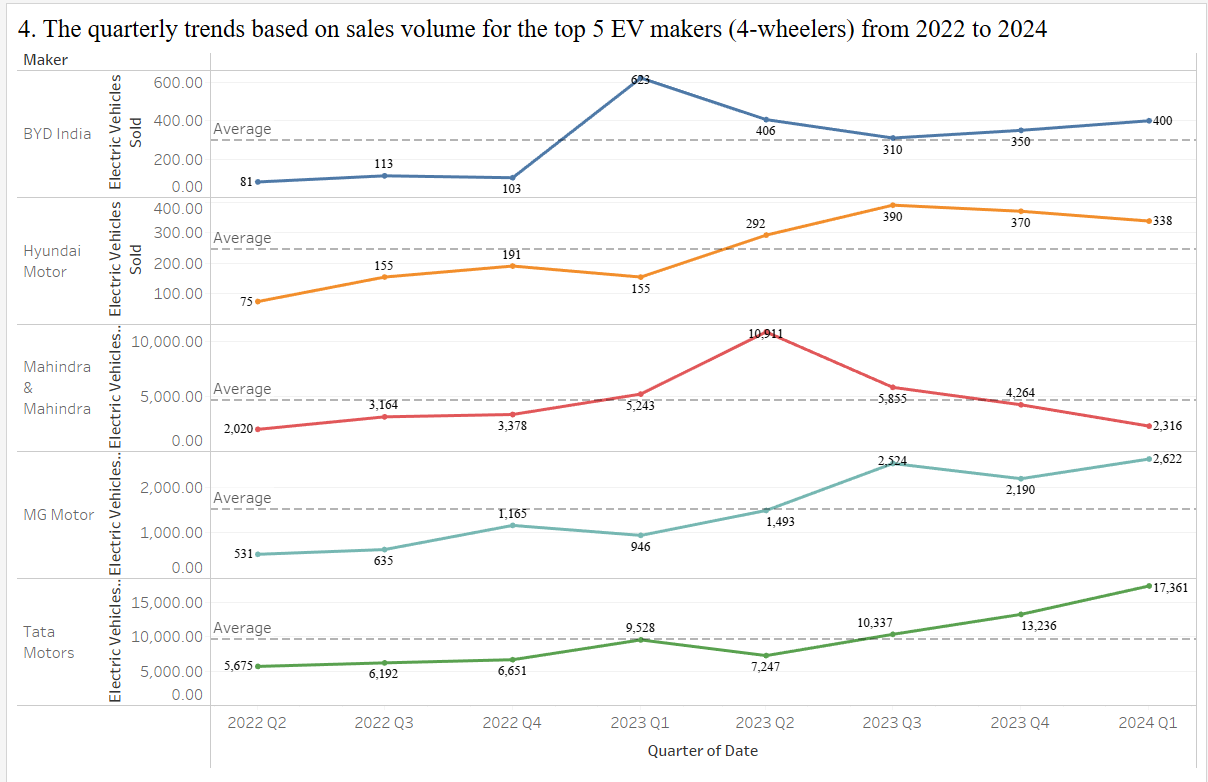 4. The quarterly trends based on sales volume for the top 5 EV makers (4-wheelers) from 2022 to 2024
Maker
BYD India
Electric Vehicles
Sold
600.00
400.00
200.00
0.00
Average
81
113
103
623
406
310
350
400
Hyundai
Motor
Electric Vehicles
Sold
400.00
300.00
200.00
100.00
Average
75
155
191
155
292
390
370
338
Mahindra
&
Mahindra
Electric Vehicles..
10,000.00
5,000.00
0.00
Average
2,020
3,164
3,378
5,243
10,911
5,855
4,264
2,316
MG Motor
Electric Vehicles..
2,000.00
1,000.00
0.00
Average
531
635
1,165
946
1,493
2,524
2,190
2,622
Tata
Motors
Electric Vehicles..
15,000.00
10,000.00
5,000.00
0.00
Average
5,675
6,192
6,651
9,528
7,247
10,337
13,236
17,361
2022 Q2 2022 Q3 2022 Q4 2023 Q1 2023 Q2 2023 Q3 2023 Q4 2024 Q1
Quarter of Date